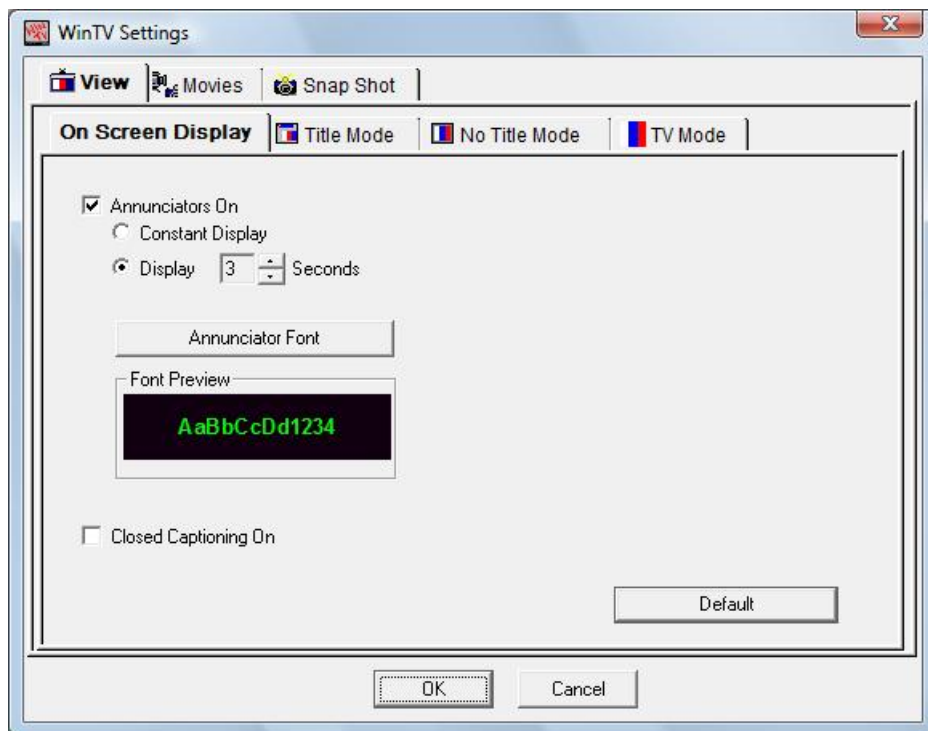 WinTV Settings
View Movies Snap Shot
On Screen Display Title Mode No Title Mode TV Mode
Annunciators On
Constant Display
Display 3 Seconds
Annunciator Font
Font Preview
AaBbCcDd1234
Closed Captioning On
Default
OK Cancel